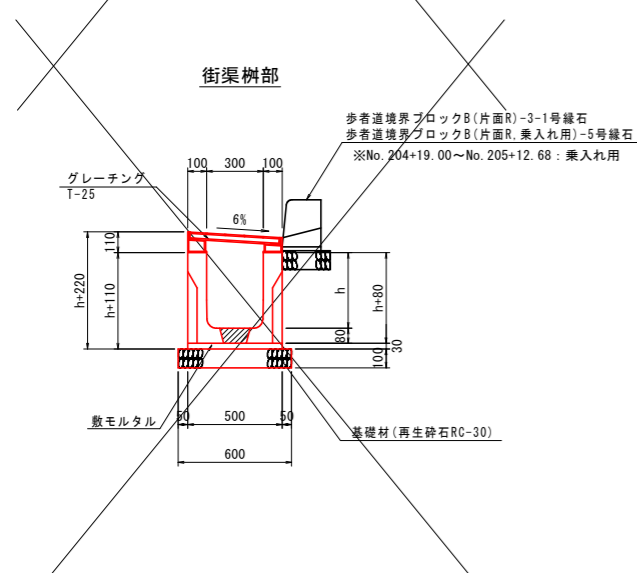 街渠桝部
歩者道境界ブロックB(片面R)-3-1号縁石
歩者道境界ブロックB(片面R,乗入れ用)-5号縁石
※No.204+19.00～No.205+12.68：乗入れ用
100 300 100
グレーチング
T-25
6%
110
h+220
h+110
h
h+80
80
30
100
敷モルタル
50 500 50
基礎材(再生砕石RC-30)
600